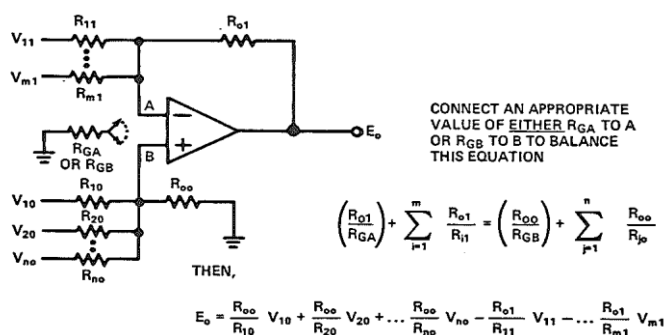 R11
V11
Ro1
Vm1
Rm1
A
−
Eo
RGA
OR RGB
B
+
R10
Roo
V10
R20
V20
Vno
Rno
THEN,
CONNECT AN APPROPRIATE
VALUE OF EITHER RGA TO A
OR RGB TO B TO BALANCE
THIS EQUATION
(Ro1/RGA) + ∑ i=1 m Ro1/Ri1 = (Roo/RGB) + ∑ j=1 n Roo/Rjo
Eo = Roo/R10 V10 + Roo/R20 V20 + ... Roo/Rno Vno − Ro1/R11 V11 − ... Ro1/Rm1 Vm1